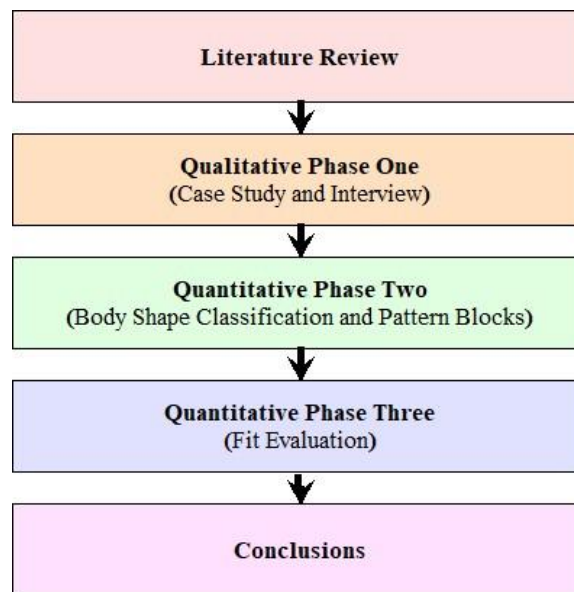 Literature Review
Qualitative Phase One
(Case Study and Interview)
Quantitative Phase Two
(Body Shape Classification and Pattern Blocks)
Quantitative Phase Three
(Fit Evaluation)
Conclusions